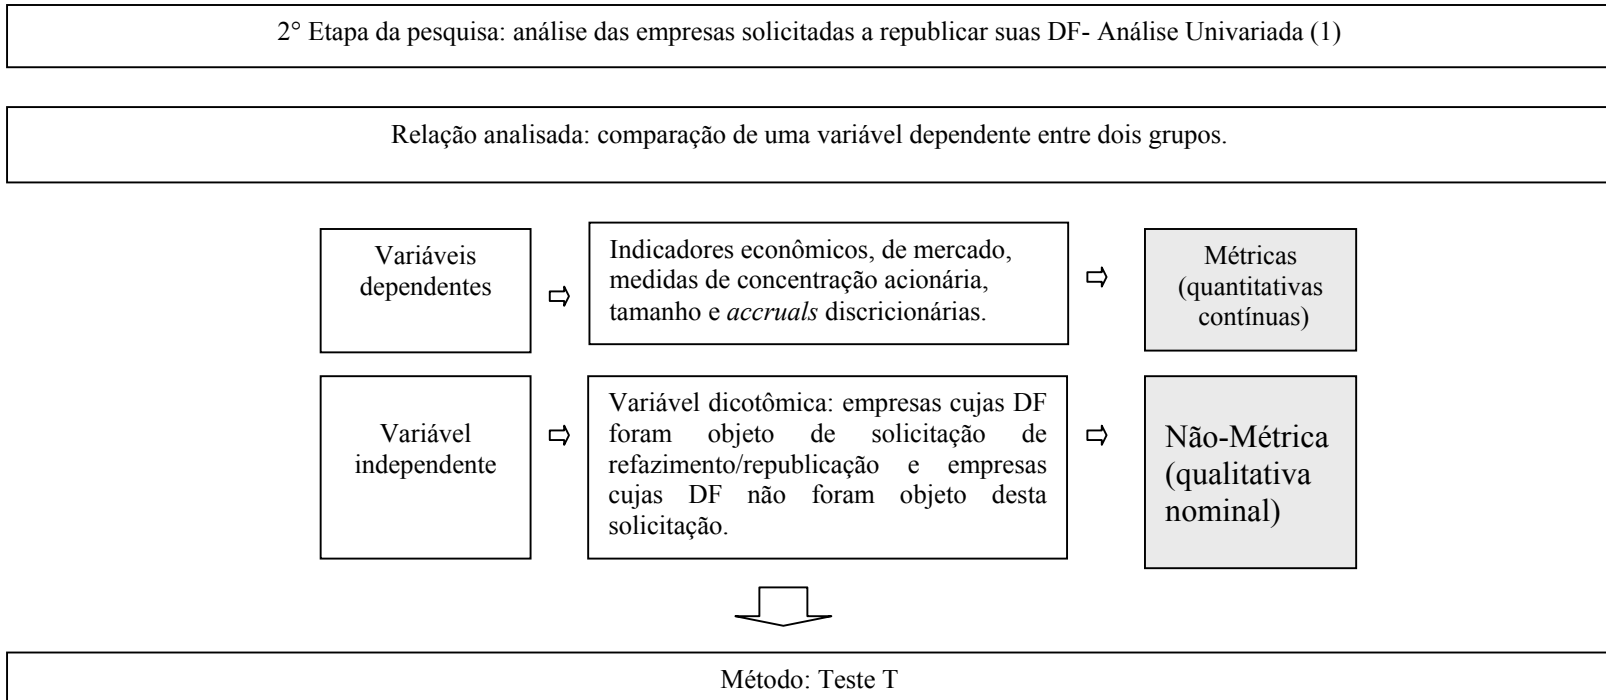 2° Etapa da pesquisa: análise das empresas solicitadas a republicar suas DF- Análise Univariada (1)
Relação analisada: comparação de uma variável dependente entre dois grupos.
Variáveis
dependentes
Indicadores econômicos, de mercado,
medidas de concentração acionária,
tamanho e accruals discricionárias.
Métricas
(quantitativas
contínuas)
Variável
independente
Variável dicotômica: empresas cujas DF
foram objeto de solicitação de
refazimento/republicação e empresas
cujas DF não foram objeto desta
solicitação.
Não-Métrica
(qualitativa
nominal)
Método: Teste T